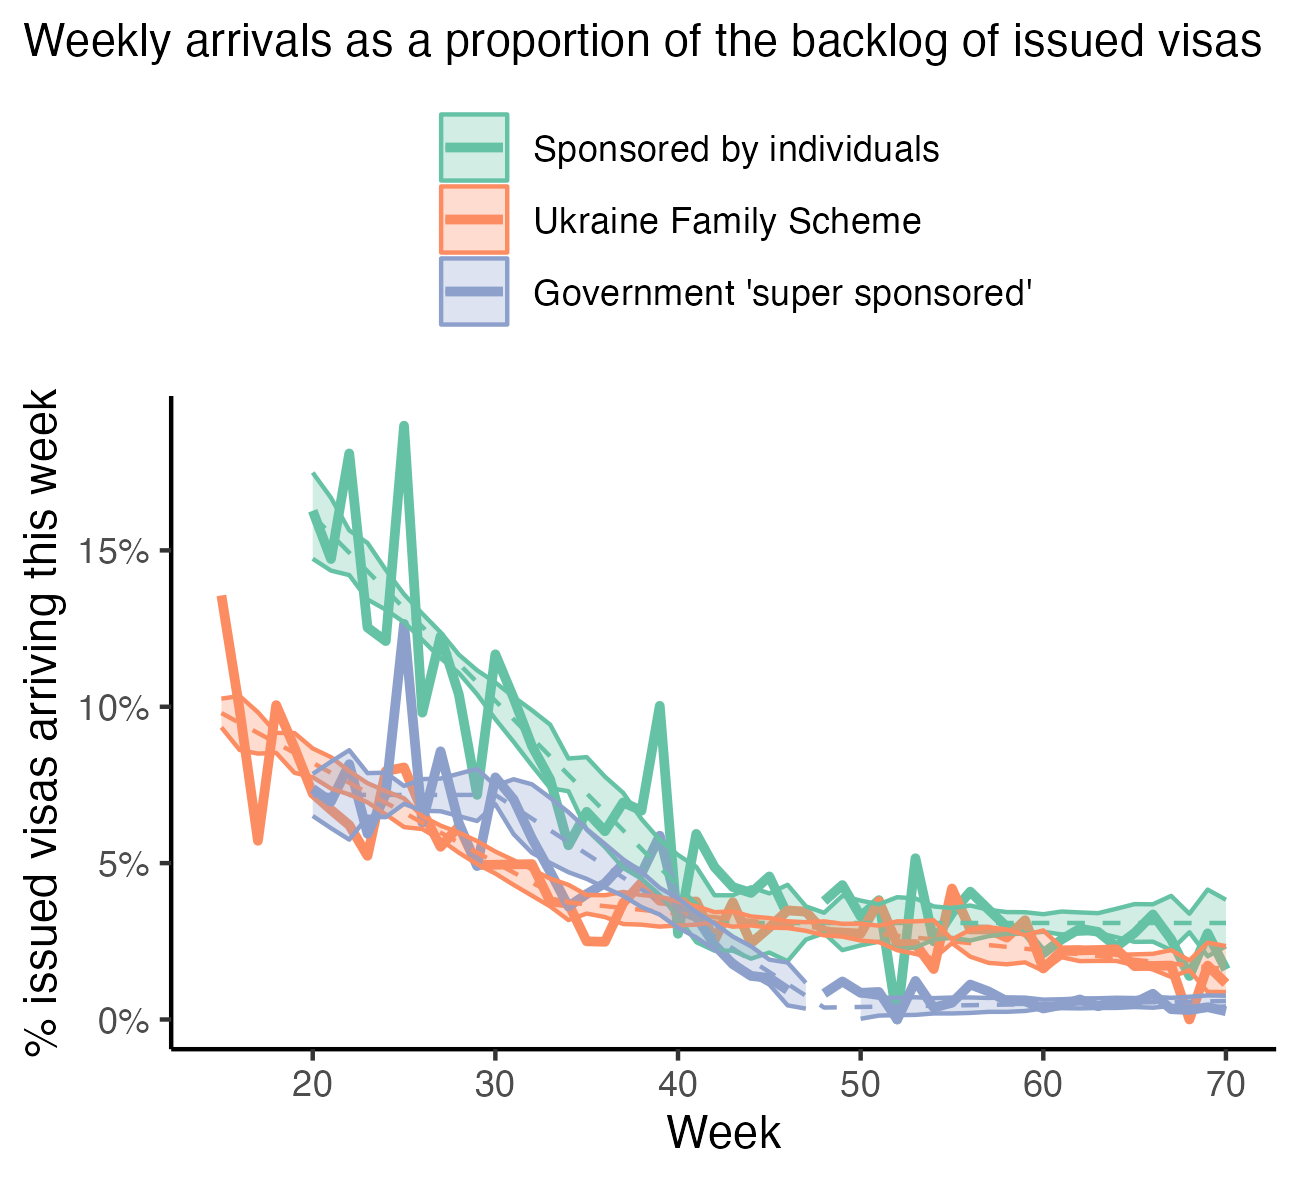 Weekly arrivals as a proportion of the backlog of issued visas
Sponsored by individuals
Ukraine Family Scheme
Government 'super sponsored'
% issued visas arriving this week
15%
10%
5%
0%
20 30 40 50 60 70
Week